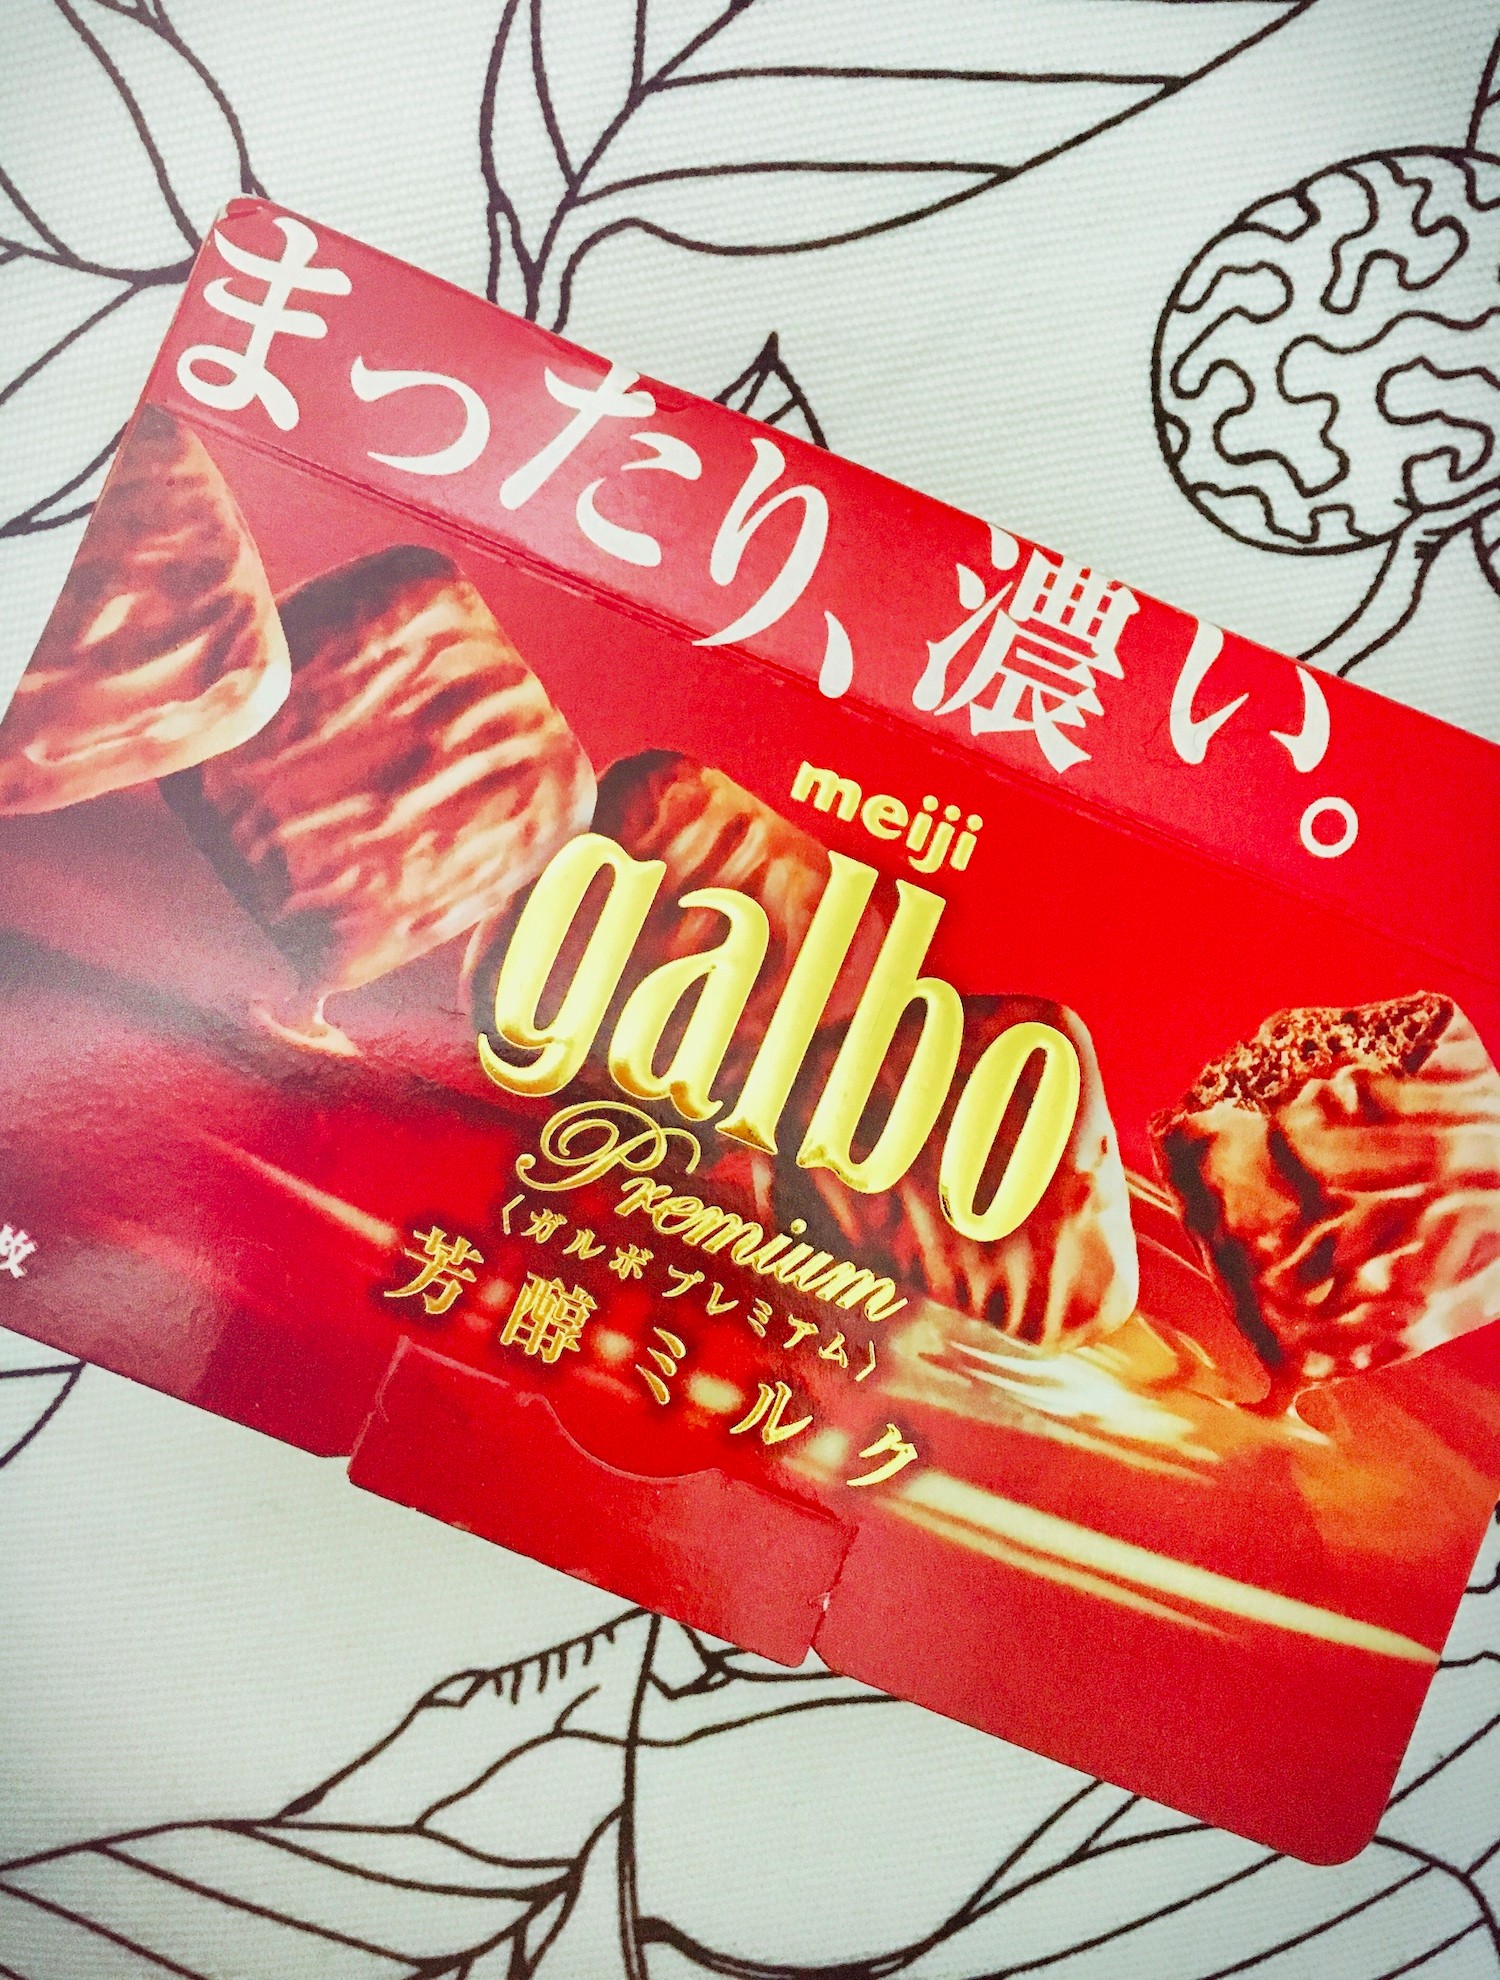 まったり、濃い。
meiji
galbo
Premium
〈ガルボプレミアム〉
芳醇ミルク
枚